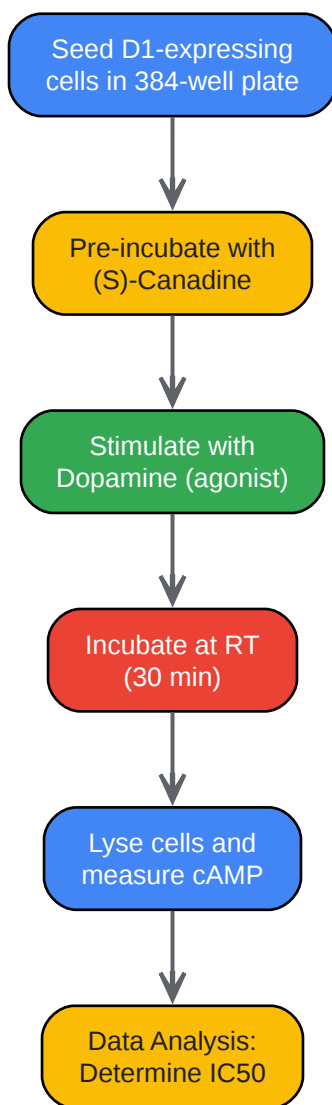 Seed D1-expressing
cells in 384-well plate
Pre-incubate with
(S)-Canadine
Stimulate with
Dopamine (agonist)
Incubate at RT
(30 min)
Lyse cells and
measure cAMP
Data Analysis:
Determine IC50